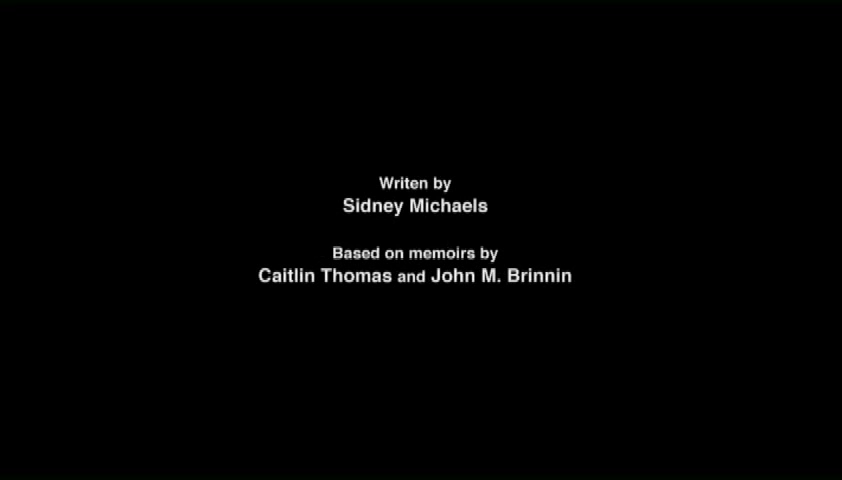 Writen by
Sidney Michaels
Based on memoirs by
Caitlin Thomas and John M. Brinnin